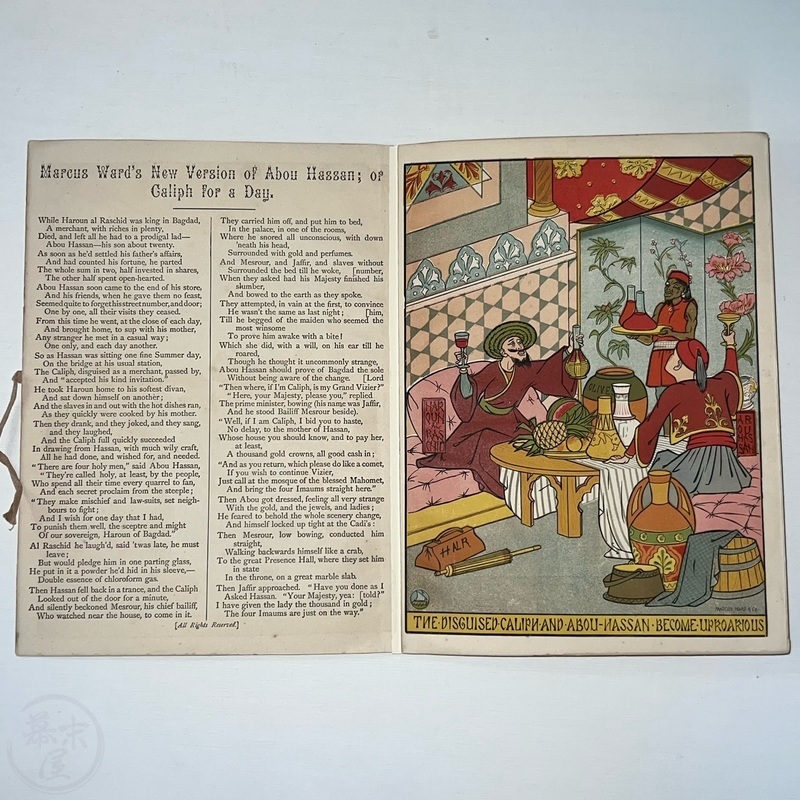 Marcus Ward's New Version of Abou Hassan; or
Caliph for a Day.
While Haroun al Raschid was king in Bagdad,
A merchant, with riches in plenty,
Died, and left all he had to a prodigal lad—
Abou Hassan—his son about twenty.
As soon as he'd settled his father's affairs,
And had counted his fortune, he parted
The whole sum in two, half invested in shares,
The other half spent open-hearted.
Abou Hassan soon came to the end of his store,
And his friends, when he gave them no feast,
Seemed quite to forget his street number, and door;
One by one, all their visits they ceased.
From this time he went, at the close of each day,
And brought home, to sup with his mother,
Any stranger he met in a casual way;
One only, and each day another.
So as Hassan was sitting one fine Summer day,
On the bridge at his usual station,
The Caliph, disguised as a merchant, passed by,
And "accepted his kind invitation."
He took Haroun home to his softest divan,
And sat down himself on another;
And the slaves in and out with the hot dishes ran,
As they quickly were cooked by his mother.
Then they drank, and they joked, and they sang,
and they laughed,
And the Caliph full quickly succeeded
In drawing from Hassan, with much wily craft,
All he had done, and wished for, and needed.
"There are four holy men," said Abou Hassan,
"They're called holy, at least, by the people,
Who spend all their time every quarrel to fan,
And each secret proclaim from the steeple;
"They make mischief and law-suits, set neigh-
bours to fight;
And I wish for one day that I had,
To punish them well, the sceptre and might
Of our sovereign, Haroun of Bagdad."
Al Raschid he laugh'd, said 'twas late, he must
leave;
But would pledge him in one parting glass,
He put in it a powder he'd hid in his sleeve,—
Double essence of chloroform gas.
Then Hassan fell back in a trance, and the Caliph
Looked out of the door for a minute,
And silently beckoned Mesrour, his chief bailiff,
Who watched near the house, to come in it.
They carried him off, and put him to bed,
In the palace, in one of the rooms,
Where he snored all unconscious, with down
'neath his head,
Surrounded with gold and perfumes.
And Mesrour, and Jaffir, and slaves without
Surrounded the bed till he woke, [number,
When they asked had his Majesty finished his
slumber,
And bowed to the earth as they spoke.
They attempted, in vain at the first, to convince
He wasn't the same as last night; [him,
Till he begged of the maiden who seemed the
most winsome
To prove him awake with a bite!
Which she did, with a will, on his ear till he
roared,
Though he thought it uncommonly strange,
Abou Hassan should prove of Bagdad the sole
Without being aware of the change. [Lord
"Then where, if I'm Caliph, is my Grand Vizier?"
"Here, your Majesty, please you," replied
The prime minister, bowing (his name was Jaffir,
And he stood Bailiff Mesrour beside).
"Well, if I am Caliph, I bid you to haste,
No delay, to the mother of Hassan,
Whose house you should know, and to pay her,
at least,
A thousand gold crowns, all good cash in;
"And as you return, which please do like a comet,
If you wish to continue Vizier,
Just call at the mosque of the blessed Mahomet,
And bring the four Imaums straight here."
Then Abou got dressed, feeling all very strange
With the gold, and the jewels, and ladies;
He feared to behold the whole scenery change,
And himself locked up tight at the Cadi's:
Then Mesrour, low bowing, conducted him
straight,
Walking backwards himself like a crab,
To the great Presence Hall, where they set him
in state
In the throne, on a great marble slab.
Then Jaffir approached. "Have you done as I
Asked Hassan. "Your Majesty, yea: [told?"
I have given the lady the thousand in gold;
The four Imaums are just on the way."
[All Rights Reserved.]
OLIVES
HAR
OUN
AL
RAS
CHID
ABOU
HAS
SAN
H AL R
MARCUS WARD & Co
THE·DISGUISED·CALIPH·AND·ABOU·HASSAN·BECOME·UPROARIOUS
幕末屋